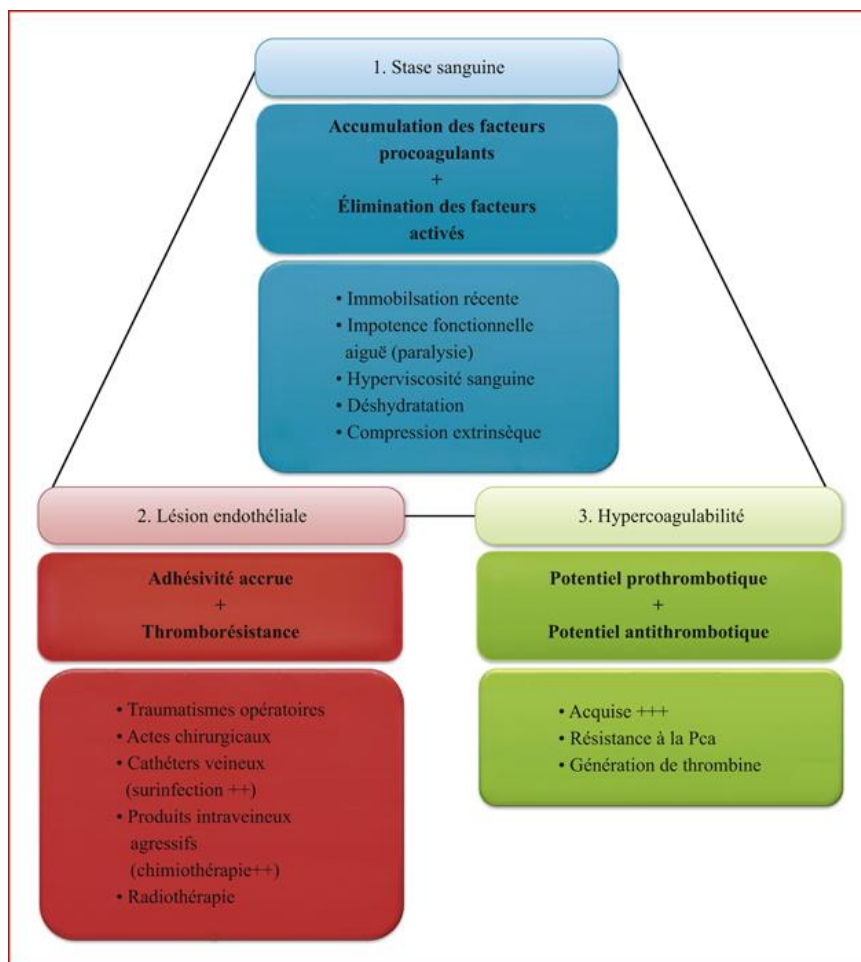 1. Stase sanguine
Accumulation des facteurs
procoagulants
+
Élimination des facteurs
activés
• Immobilsation récente
• Impotence fonctionnelle
aiguë (paralysie)
• Hyperviscosité sanguine
• Déshydratation
• Compression extrinsèque
2. Lésion endothéliale
Adhésivité accrue
+
Thromborésistance
• Traumatismes opératoires
• Actes chirurgicaux
• Cathéters veineux
(surinfection ++)
• Produits intraveineux
agressifs
(chimiothérapie++)
• Radiothérapie
3. Hypercoagulabilité
Potentiel prothrombotique
+
Potentiel antithrombotique
• Acquise +++
• Résistance à la Pca
• Génération de thrombine